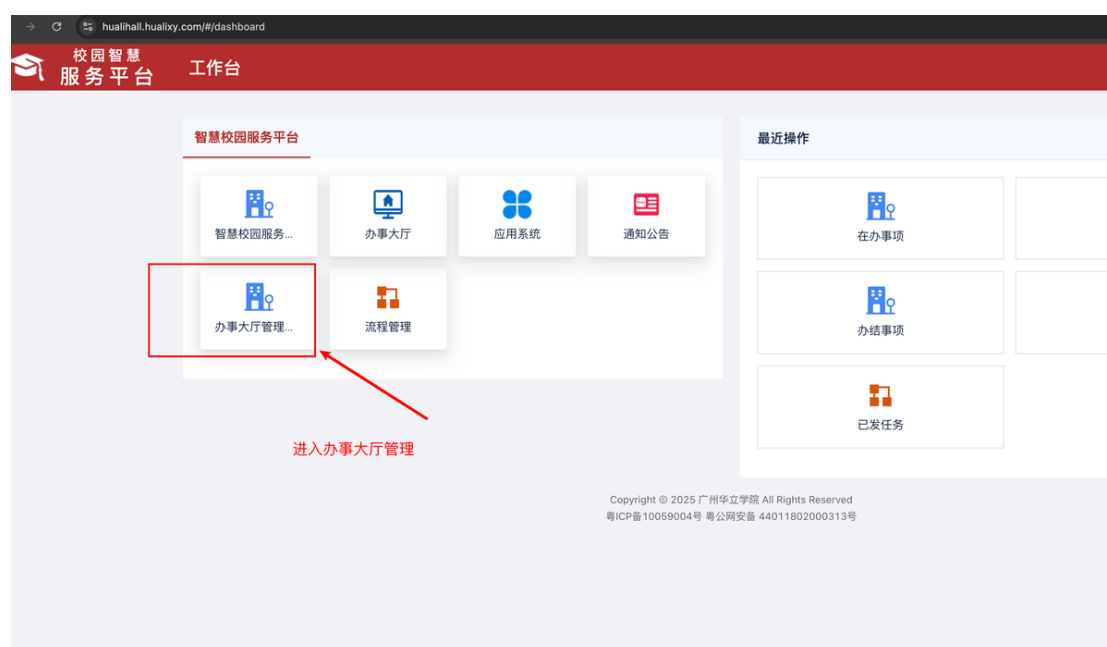 hualihall.hualixy.com/#/dashboard
校园智慧
服务平台
工作台
智慧校园服务平台
最近操作
智慧校园服务...
办事大厅
应用系统
通知公告
在办事项
办事大厅管理...
流程管理
办结事项
已发任务
进入办事大厅管理
Copyright © 2025 广州华立学院 All Rights Reserved
粤ICP备10059004号 粤公网安备 44011802000313号